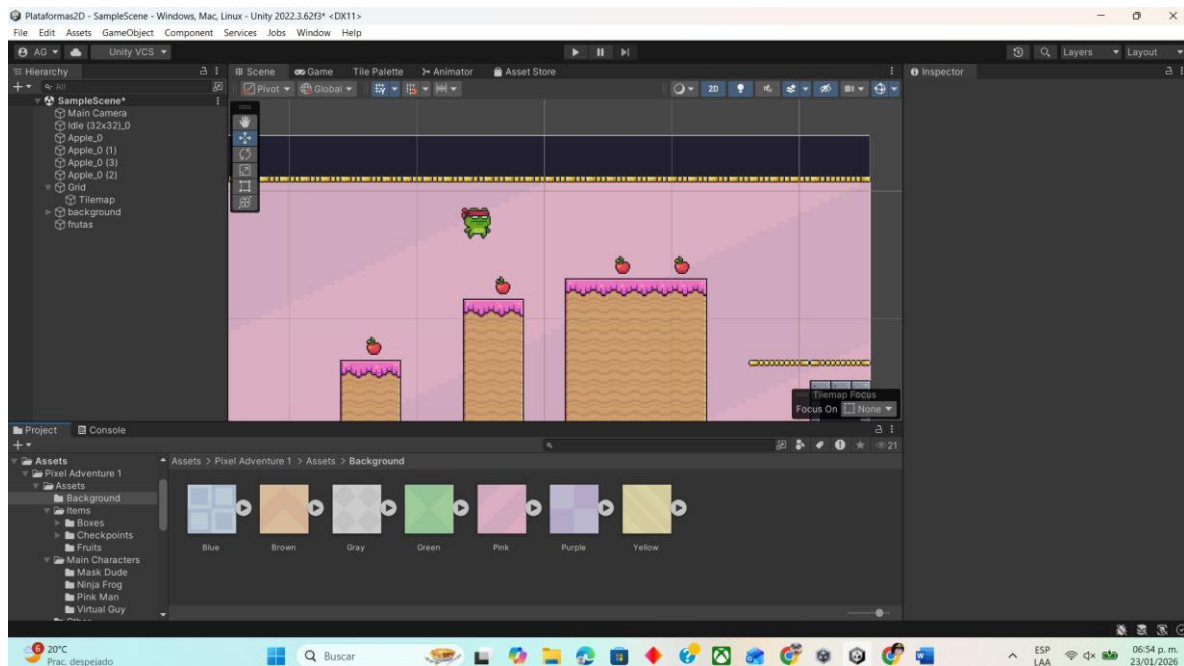 Plataformas2D - SampleScene - Windows, Mac, Linux - Unity 2022.3.62f3* <DX11>
File Edit Assets GameObject Component Services Jobs Window Help
AG Unity VCS Layers Layout
Hierarchy Scene Game Tile Palette Animator Asset Store Inspector
All Pivot Global 2D
SampleScene*
Main Camera
Idle (32x32)_0
Apple_0
Apple_0 (1)
Apple_0 (3)
Apple_0 (2)
Grid
Tilemap
background
frutas
Tilemap Focus
Focus On None
Project Console
21
Assets Assets > Pixel Adventure 1 > Assets > Background
Pixel Adventure 1
Assets
Background
Items
Boxes
Checkpoints
Fruits
Blue Brown Gray Green Pink Purple Yellow
Main Characters
Mask Dude
Ninja Frog
Pink Man
Virtual Guy
6 20°C
Prac. despejado
Buscar
ESP
LAA
06:54 p. m.
23/01/2026